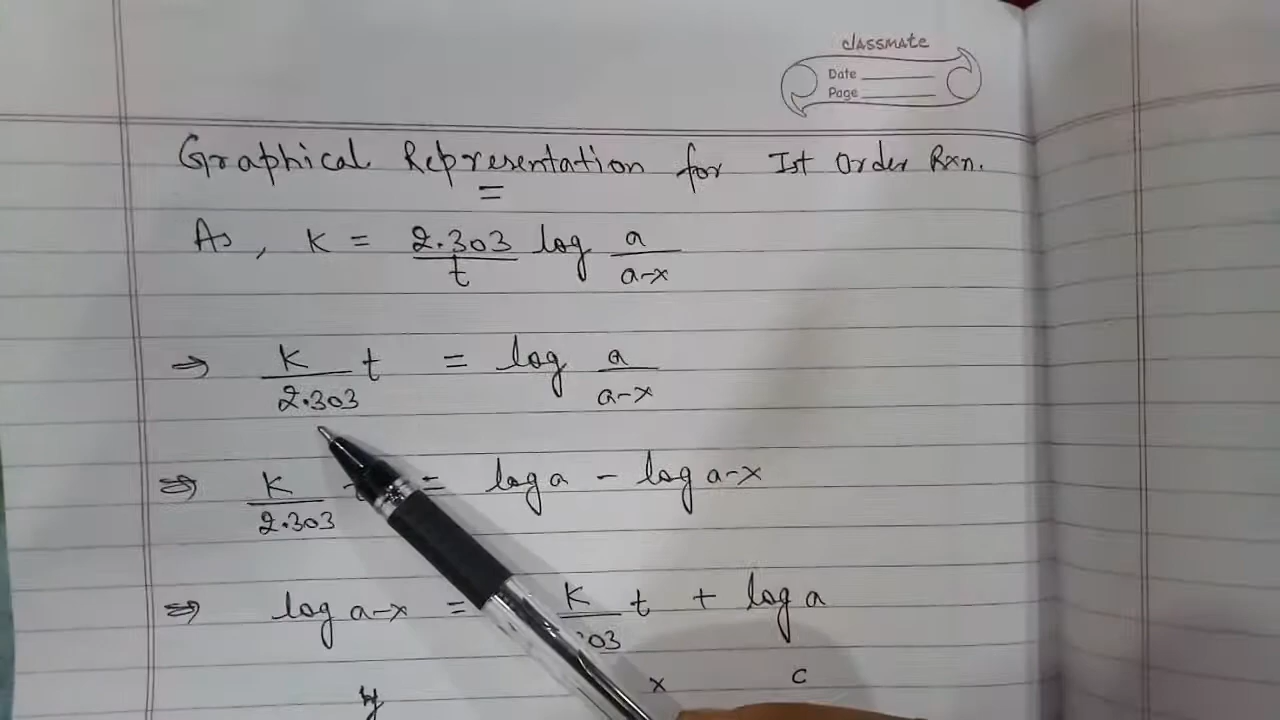 classmate
Date
Page
Graphical Representation for Ist Order Rxn.
As, K = 2.303/t log a/a-x
⇒ K/2.303 t = log a/a-x
⇒ K/2.303 t = log a - log a-x
⇒ log a-x = K t + log a
x c
y